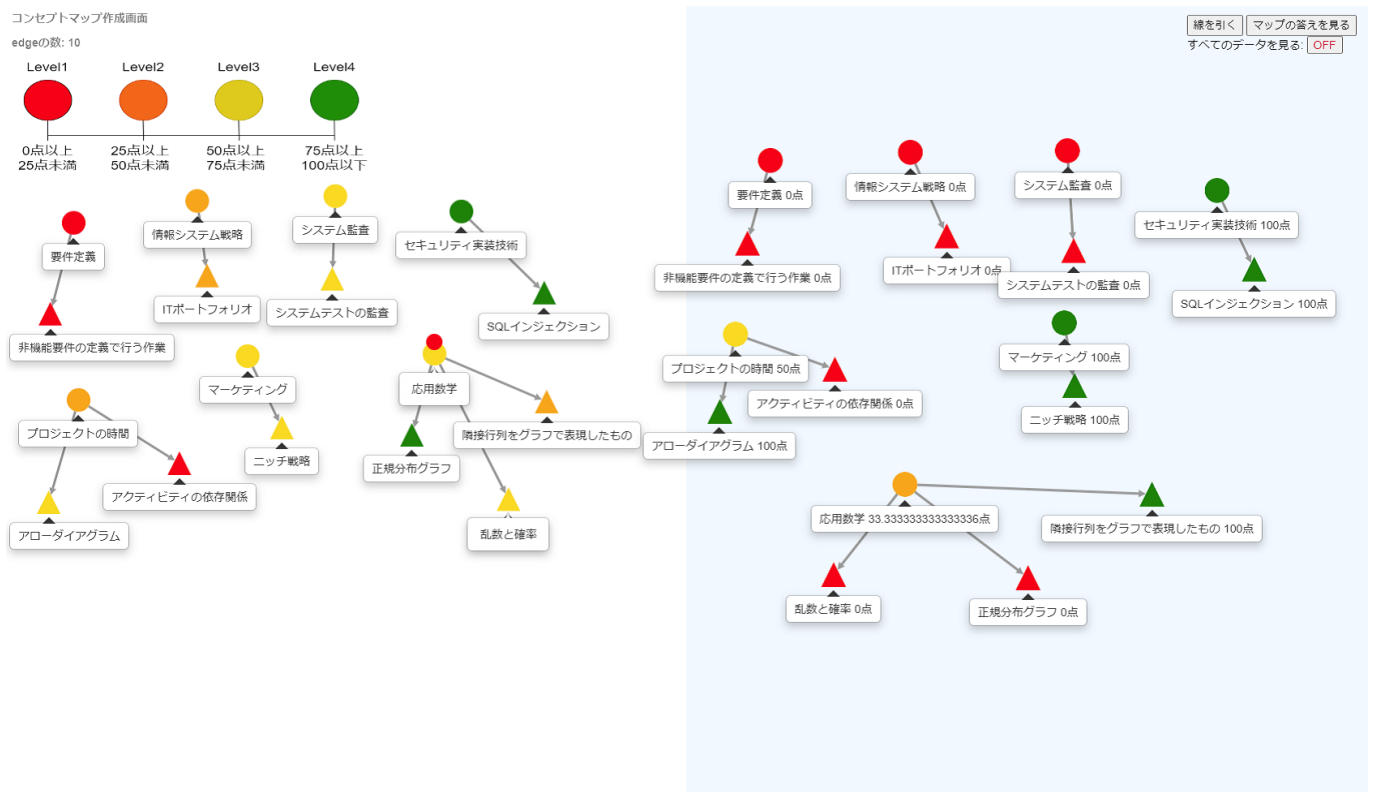 コンセプトマップ作成画面
edgeの数: 10
Level1 Level2 Level3 Level4
0点以上 25点以上 50点以上 75点以上
25点未満 50点未満 75点未満 100点以下
要件定義
情報システム戦略
システム監査
セキュリティ実装技術
非機能要件の定義で行う作業
ITポートフォリオ
システムテストの監査
SQLインジェクション
プロジェクトの時間
マーケティング
応用数学
アローダイアグラム
アクティビティの依存関係
ニッチ戦略
正規分布グラフ
隣接行列をグラフで表現したもの
乱数と確率
線を引く マップの答えを見る
すべてのデータを見る: OFF
要件定義 0点
情報システム戦略 0点
システム監査 0点
セキュリティ実装技術 100点
非機能要件の定義で行う作業 0点
ITポートフォリオ 0点
システムテストの監査 0点
SQLインジェクション 100点
プロジェクトの時間 50点
マーケティング 100点
アクティビティの依存関係 0点
アローダイアグラム 100点
ニッチ戦略 100点
応用数学 33.333333333333336点
隣接行列をグラフで表現したもの 100点
乱数と確率 0点
正規分布グラフ 0点